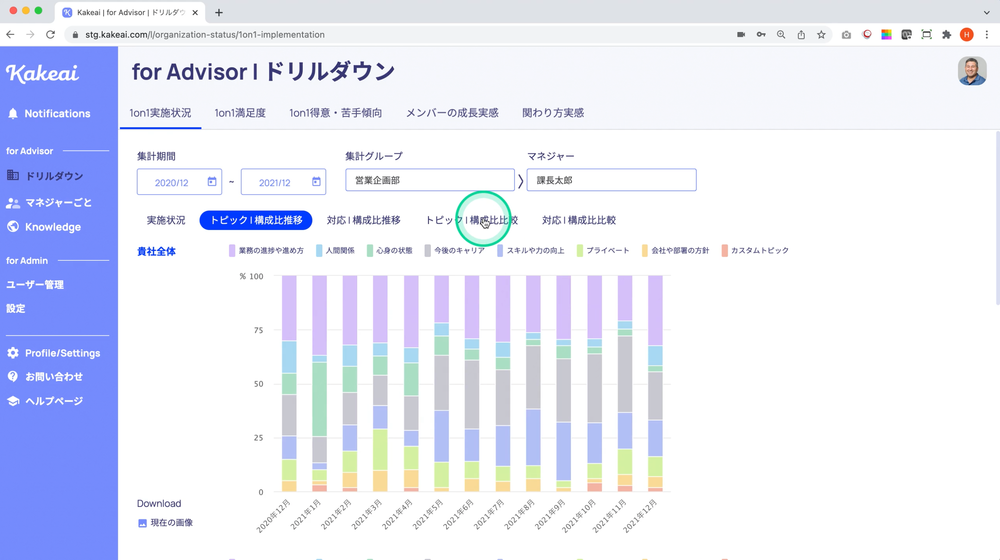 Kakeai | for Advisor | ドリルダウ
stg.kakeai.com/l/organization-status/1on1-implementation
H
Kakeai
Notifications
for Advisor
ドリルダウン
マネジャーごと
Knowledge
for Admin
ユーザー管理
設定
Profile/Settings
お問い合わせ
ヘルプページ
for Advisor | ドリルダウン
1on1実施状況 1on1満足度 1on1得意・苦手傾向 メンバーの成長実感 関わり方実感
集計期間 集計グループ マネジャー
2020/12 ~ 2021/12 営業企画部 課長太郎
実施状況 トピック | 構成比推移 対応 | 構成比推移 トピック | 構成比比較 対応 | 構成比比較
貴社全体 業務の進捗や進め方 人間関係 心身の状態 今後のキャリア スキルや力の向上 プライベート 会社や部署の方針 カスタムトピック
% 100
75
50
25
0
2020年12月 2021年1月 2021年2月 2021年3月 2021年4月 2021年5月 2021年6月 2021年7月 2021年8月 2021年9月 2021年10月 2021年11月 2021年12月
Download
現在の画像